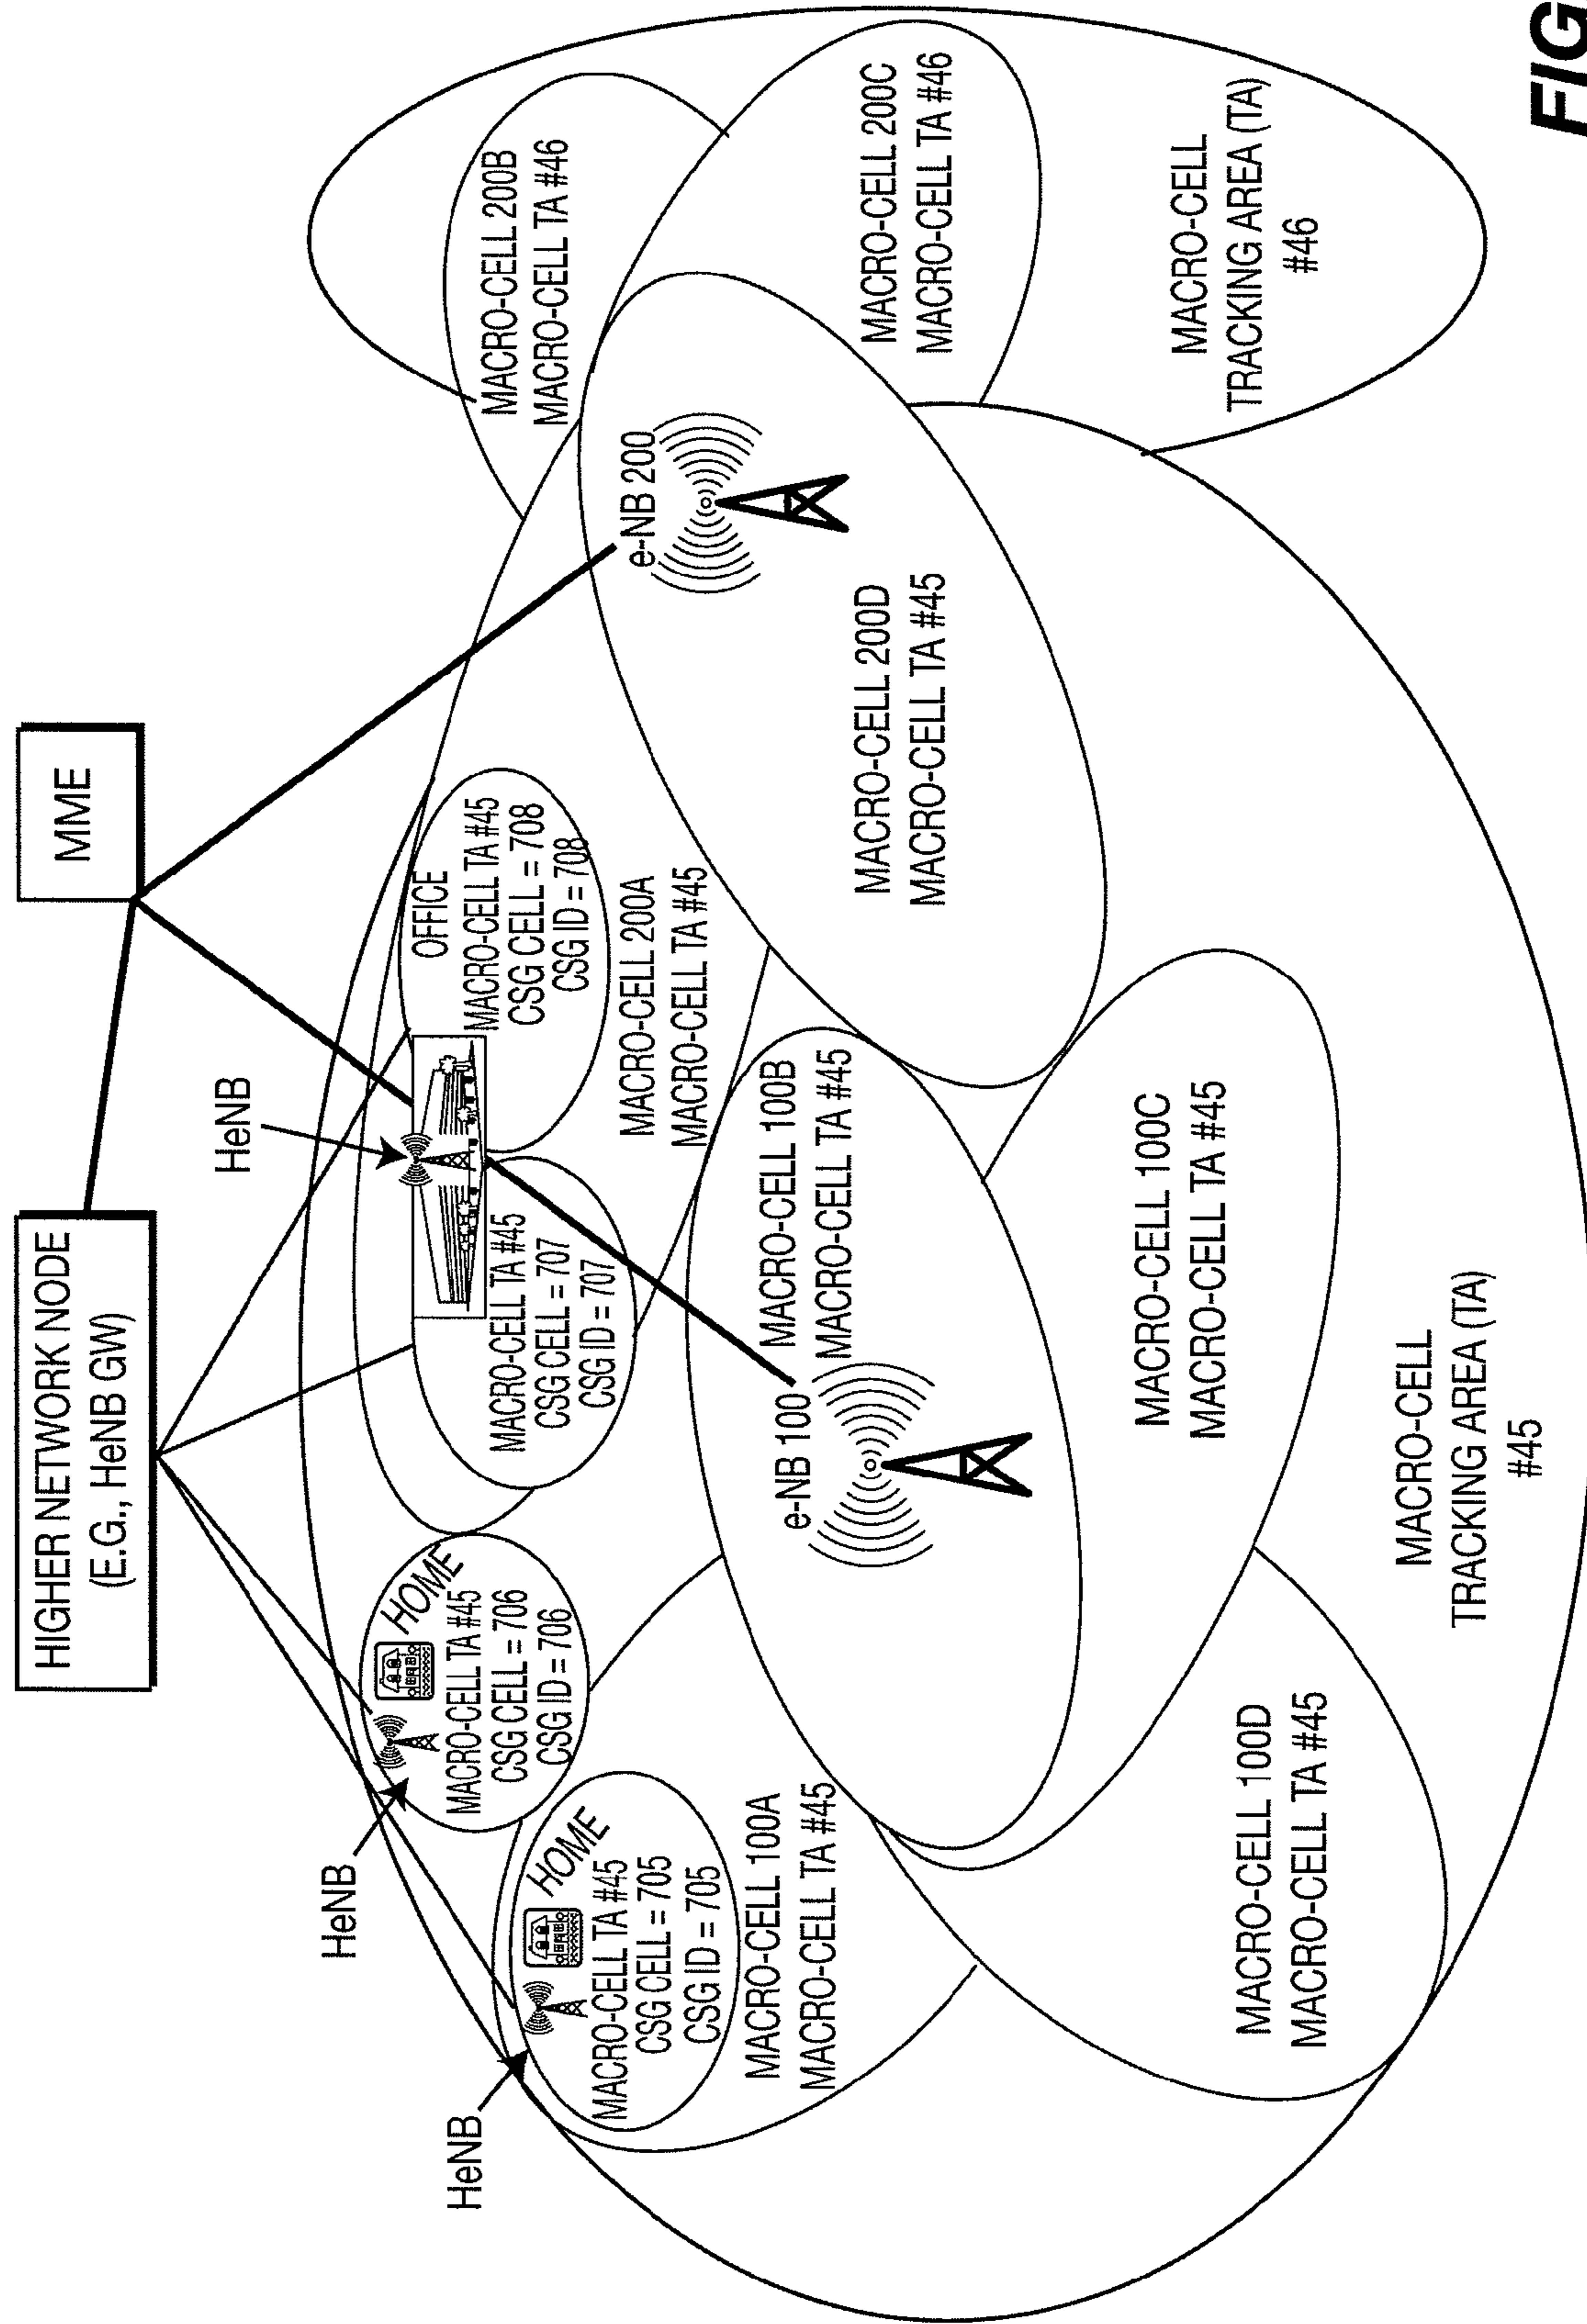 HIGHER NETWORK NODE
(E.G., HeNB GW)
MME
HeNB
HeNB
HeNB
HOME
MACRO-CELL TA #45
CSG CELL = 705
CSG ID = 705
HOME
MACRO-CELL TA #45
CSG CELL = 706
CSG ID = 706
MACRO-CELL TA #45
CSG CELL = 707
CSG ID = 707
OFFICE
MACRO-CELL TA #45
CSG CELL = 708
CSG ID = 708
MACRO-CELL 200A
MACRO-CELL TA #45
MACRO-CELL 200B
MACRO-CELL TA #46
e-NB 200
MACRO-CELL 200D
MACRO-CELL TA #45
MACRO-CELL 200C
MACRO-CELL TA #46
MACRO-CELL
TRACKING AREA (TA)
#46
MACRO-CELL 100A
MACRO-CELL TA #45
e-NB 100
MACRO-CELL 100B
MACRO-CELL TA #45
MACRO-CELL 100C
MACRO-CELL TA #45
MACRO-CELL 100D
MACRO-CELL TA #45
MACRO-CELL
TRACKING AREA (TA)
#45
FIG